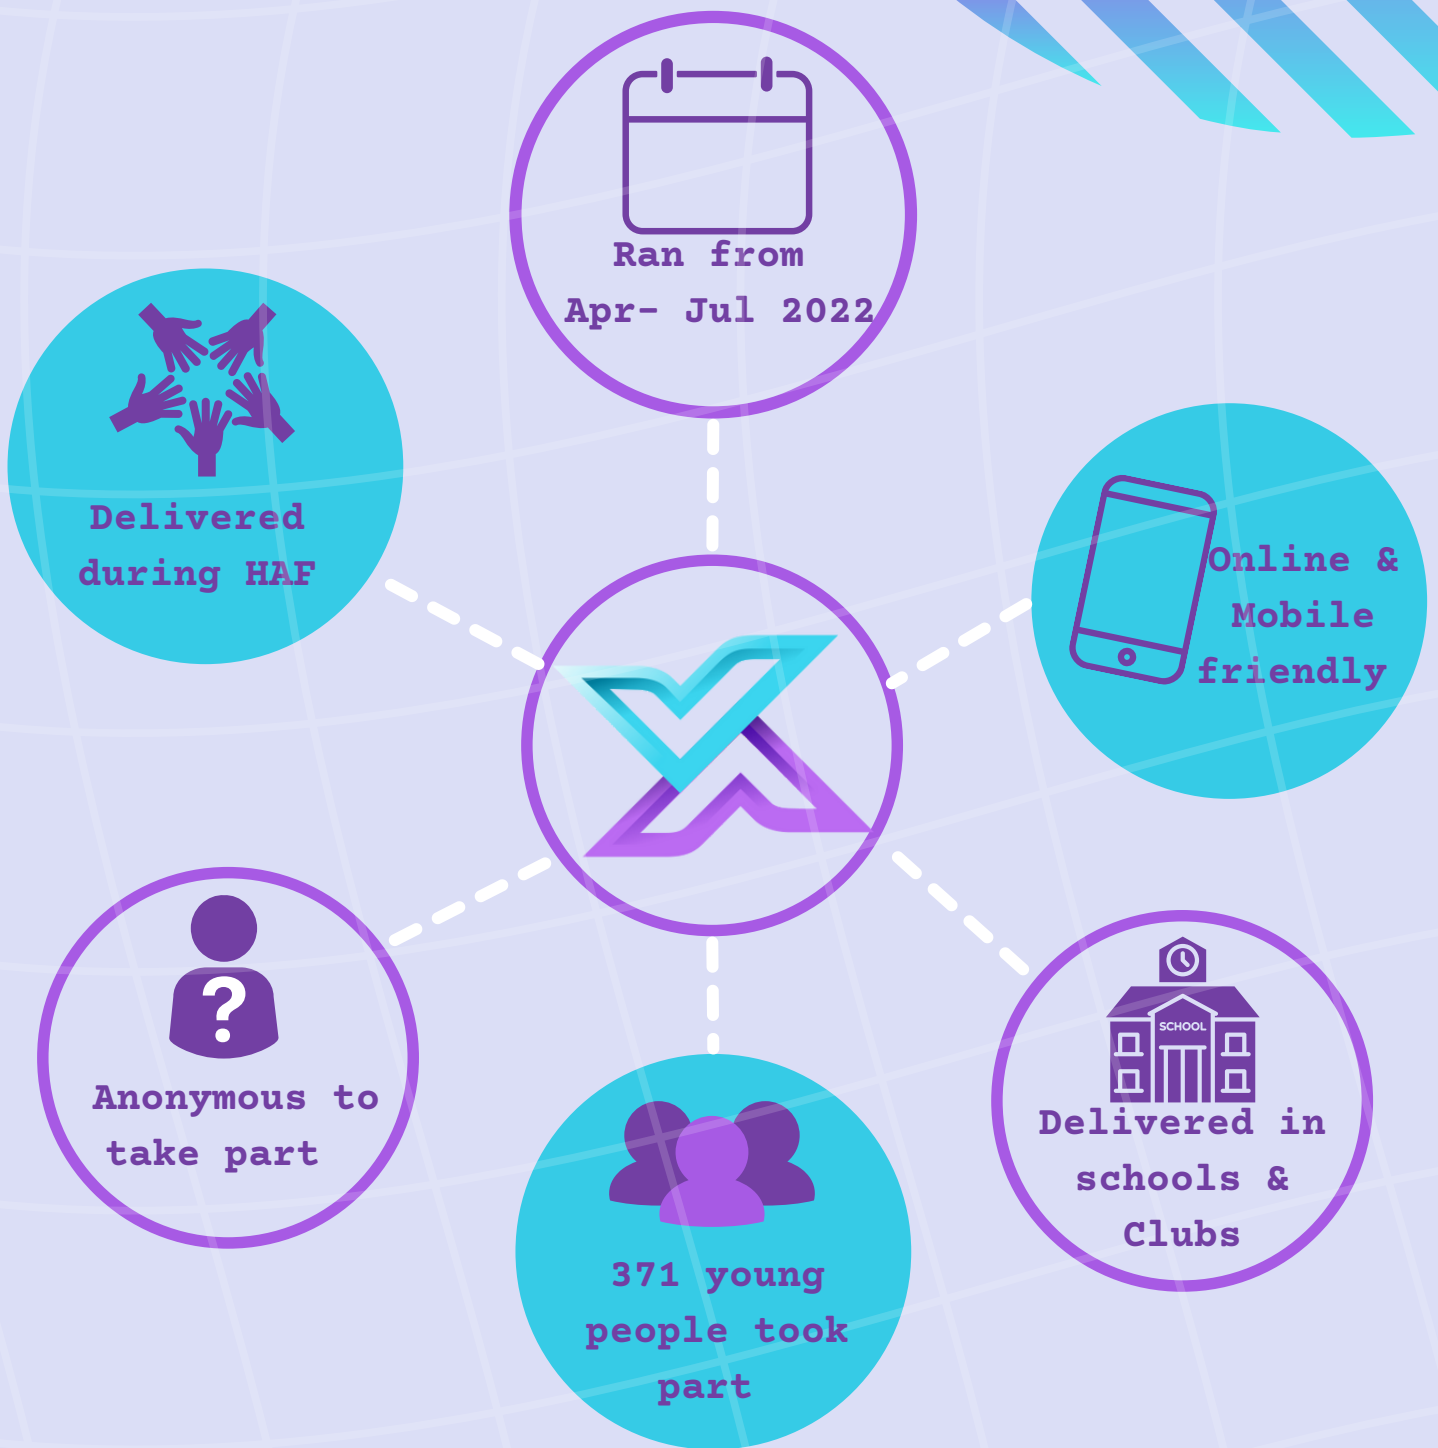 Ran from
Apr- Jul 2022
Delivered
during HAF
Online &
Mobile
friendly
Anonymous to
take part
SCHOOL
Delivered in
schools &
Clubs
371 young
people took
part